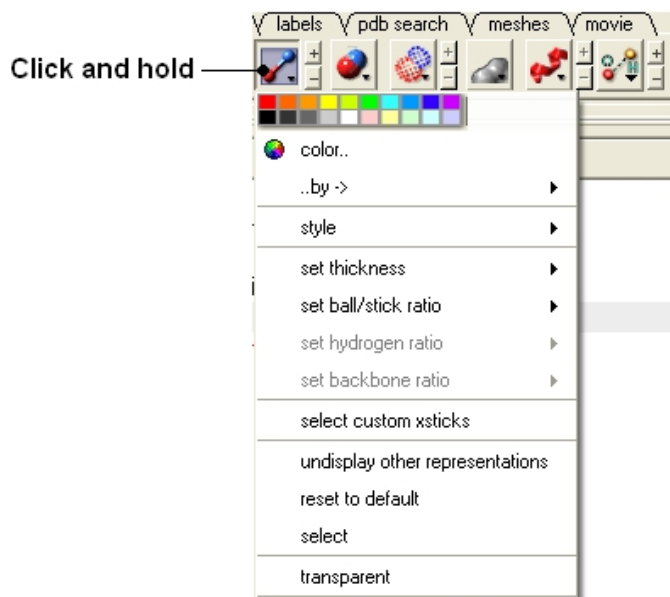 labels pdb search meshes movie
Click and hold
+ + + +
- - - -
H
color..
..by ->
style
set thickness
set ball/stick ratio
set hydrogen ratio
set backbone ratio
select custom xsticks
undisplay other representations
reset to default
select
transparent